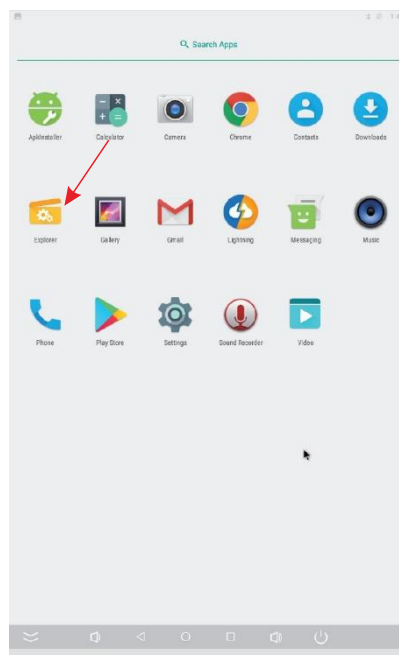 Search Apps
ApkInstaller Calculator Camera Chrome Contacts Downloads
Explorer Gallery Gmail Lightning Messaging Music
Phone Play Store Settings Sound Recorder Video